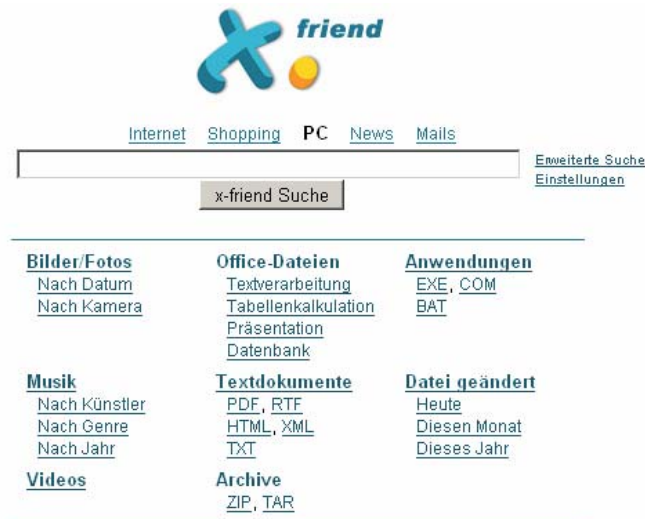 friend
Internet Shopping PC News Mails
Erweiterte Suche
Einstellungen
x-friend Suche
Bilder/Fotos
Nach Datum
Nach Kamera
Office-Dateien
Textverarbeitung
Tabellenkalkulation
Präsentation
Datenbank
Anwendungen
EXE, COM
BAT
Musik
Nach Künstler
Nach Genre
Nach Jahr
Textdokumente
PDF, RTF
HTML, XML
TXT
Datei geändert
Heute
Diesen Monat
Dieses Jahr
Videos
Archive
ZIP, TAR